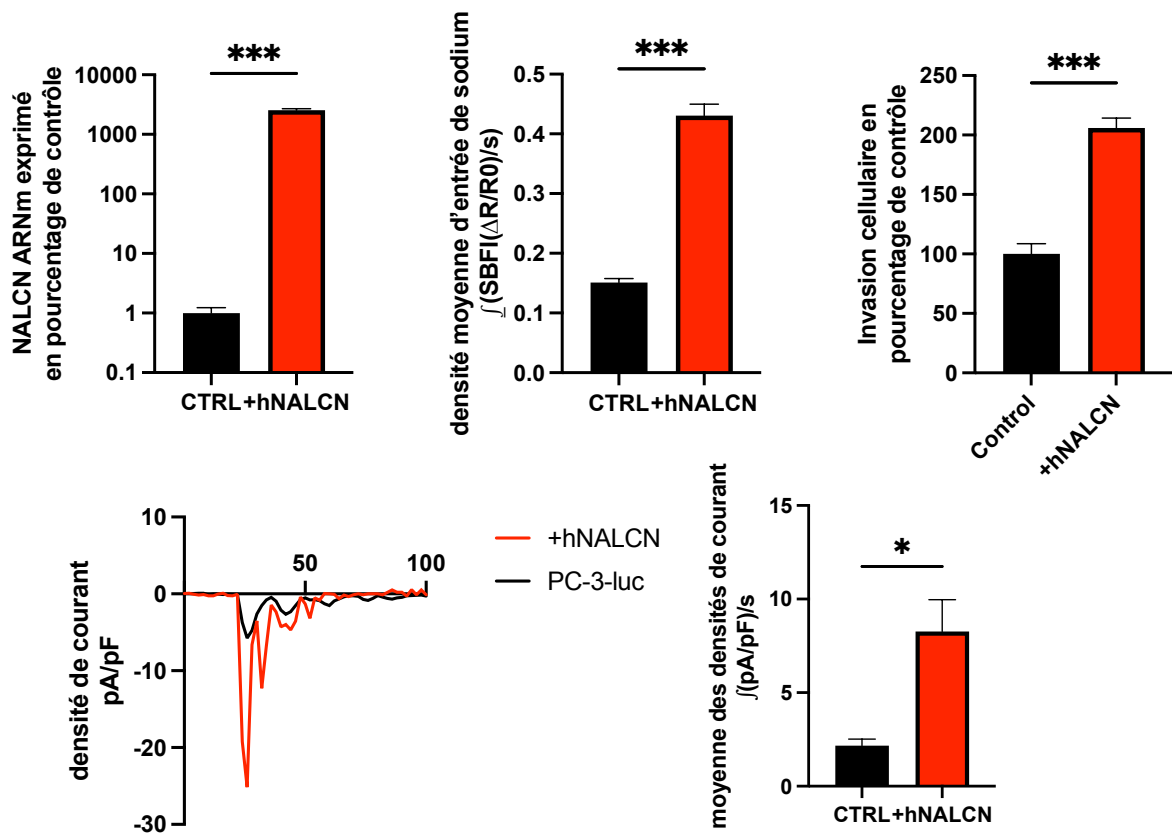 NALCN ARNm exprimé
en pourcentage de contrôle
10000
1000
100
10
1
0.1
***
CTRL+hNALCN
densité moyenne d'entrée de sodium
∫(SBFI(ΔR/R0)/s
0.5
0.4
0.3
0.2
0.1
0.0
***
CTRL+hNALCN
Invasion cellulaire en
pourcentage de contrôle
250
200
150
100
50
0
***
Control
+hNALCN
densité de courant
pA/pF
10
0
-10
-20
-30
50
100
+hNALCN
PC-3-luc
moyenne des densités de courant
∫(pA/pF)/s
15
10
5
0
*
CTRL+hNALCN